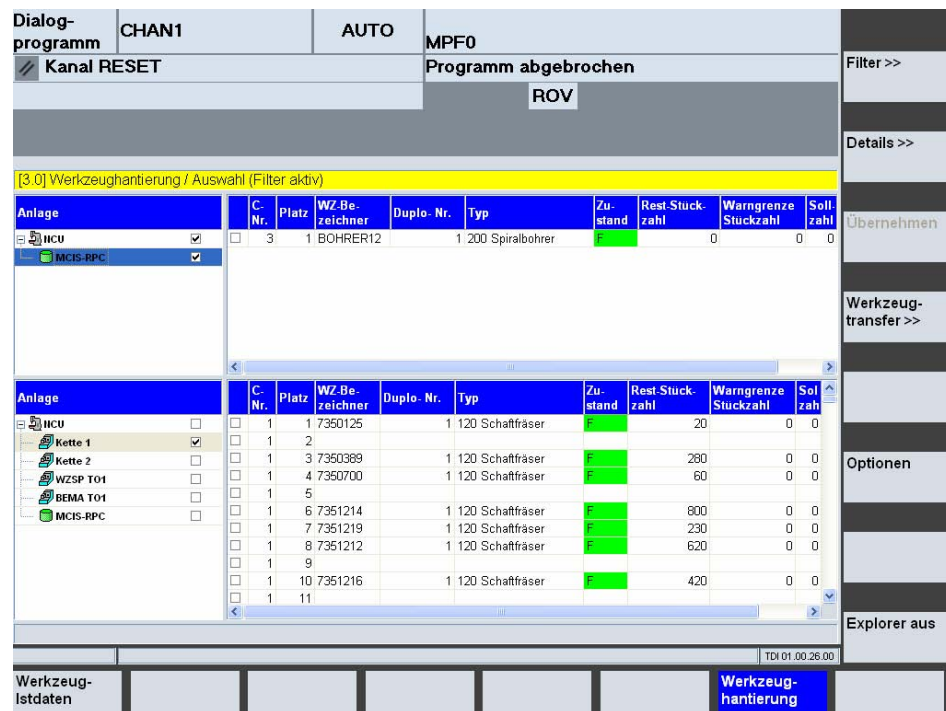 Dialog-
programm
CHAN1
AUTO
MPF0
Kanal RESET
Programm abgebrochen
ROV
[3.0] Werkzeughantierung / Auswahl (Filter aktiv)
Anlage
C-
Nr. Platz WZ-Be-
zeichner Duplo- Nr. Typ Zu-
stand Rest-Stück-
zahl Warngrenze
Stückzahl Soll-
zahl
NCU
MCIS-RPC
3 1 BOHRER12 1 200 Spiralbohrer F 0 0 0
Anlage
C-
Nr. Platz WZ-Be-
zeichner Duplo- Nr. Typ Zu-
stand Rest-Stück-
zahl Warngrenze
Stückzahl Sol
zah
NCU
Kette 1
Kette 2
WZSP TO1
BEMA TO1
MCIS-RPC
1 1 7350125 1 120 Schaftfräser F 20 0 0
1 2
1 3 7350389 1 120 Schaftfräser F 280 0 0
1 4 7350700 1 120 Schaftfräser F 60 0 0
1 5
1 6 7351214 1 120 Schaftfräser F 800 0 0
1 7 7351219 1 120 Schaftfräser F 230 0 0
1 8 7351212 1 120 Schaftfräser F 620 0 0
1 9
1 10 7351216 1 120 Schaftfräser F 420 0 0
1 11
TDI 01.00.26.00
Filter >>
Details >>
Übernehmen
Werkzeug-
transfer >>
Optionen
Explorer aus
Werkzeug-
Istdaten
Werkzeug-
hantierung